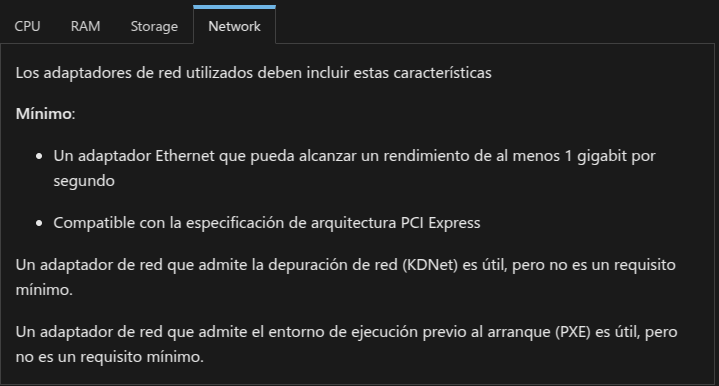 CPU RAM Storage Network
Los adaptadores de red utilizados deben incluir estas características
Mínimo:
• Un adaptador Ethernet que pueda alcanzar un rendimiento de al menos 1 gigabit por
segundo
• Compatible con la especificación de arquitectura PCI Express
Un adaptador de red que admite la depuración de red (KDNet) es útil, pero no es un requisito
mínimo.
Un adaptador de red que admite el entorno de ejecución previo al arranque (PXE) es útil, pero
no es un requisito mínimo.